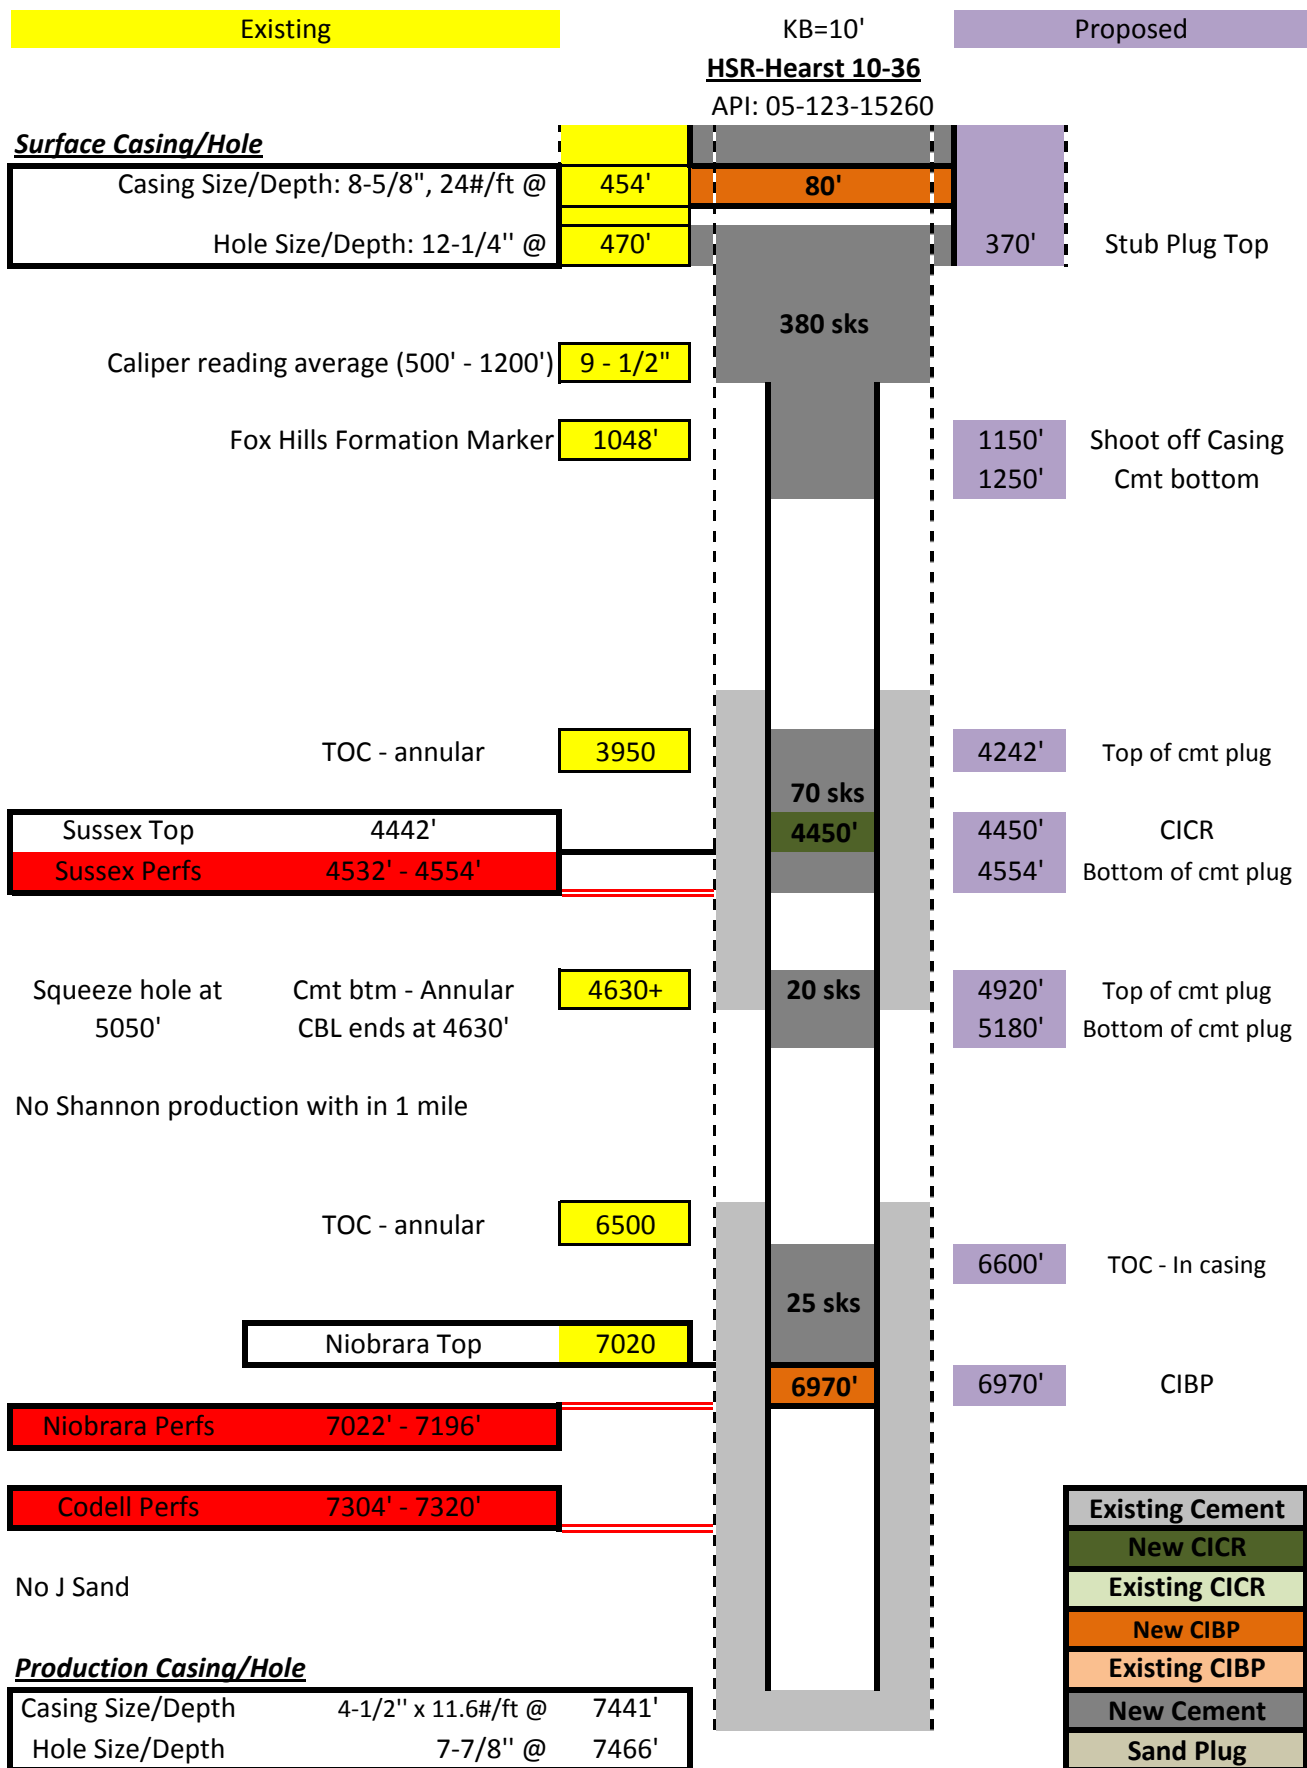 Existing KB=10' Proposed
HSR-Hearst 10-36
API: 05-123-15260
Surface Casing/Hole
Casing Size/Depth: 8-5/8", 24#/ft @ 454' 80'
Hole Size/Depth: 12-1/4'' @ 470' 370' Stub Plug Top
380 sks
Caliper reading average (500' - 1200') 9 - 1/2"
Fox Hills Formation Marker 1048' 1150' Shoot off Casing
1250' Cmt bottom
TOC - annular 3950 4242' Top of cmt plug
70 sks
Sussex Top 4442' 4450' 4450' CICR
Sussex Perfs 4532' - 4554' 4554' Bottom of cmt plug
Squeeze hole at Cmt btm - Annular 4630+ 20 sks 4920' Top of cmt plug
5050' CBL ends at 4630' 5180' Bottom of cmt plug
No Shannon production with in 1 mile
TOC - annular 6500
6600' TOC - In casing
25 sks
Niobrara Top 7020
6970' 6970' CIBP
Niobrara Perfs 7022' - 7196'
Codell Perfs 7304' - 7320'
Existing Cement
New CICR
No J Sand Existing CICR
New CIBP
Production Casing/Hole Existing CIBP
Casing Size/Depth 4-1/2'' x 11.6#/ft @ 7441' New Cement
Hole Size/Depth 7-7/8'' @ 7466' Sand Plug